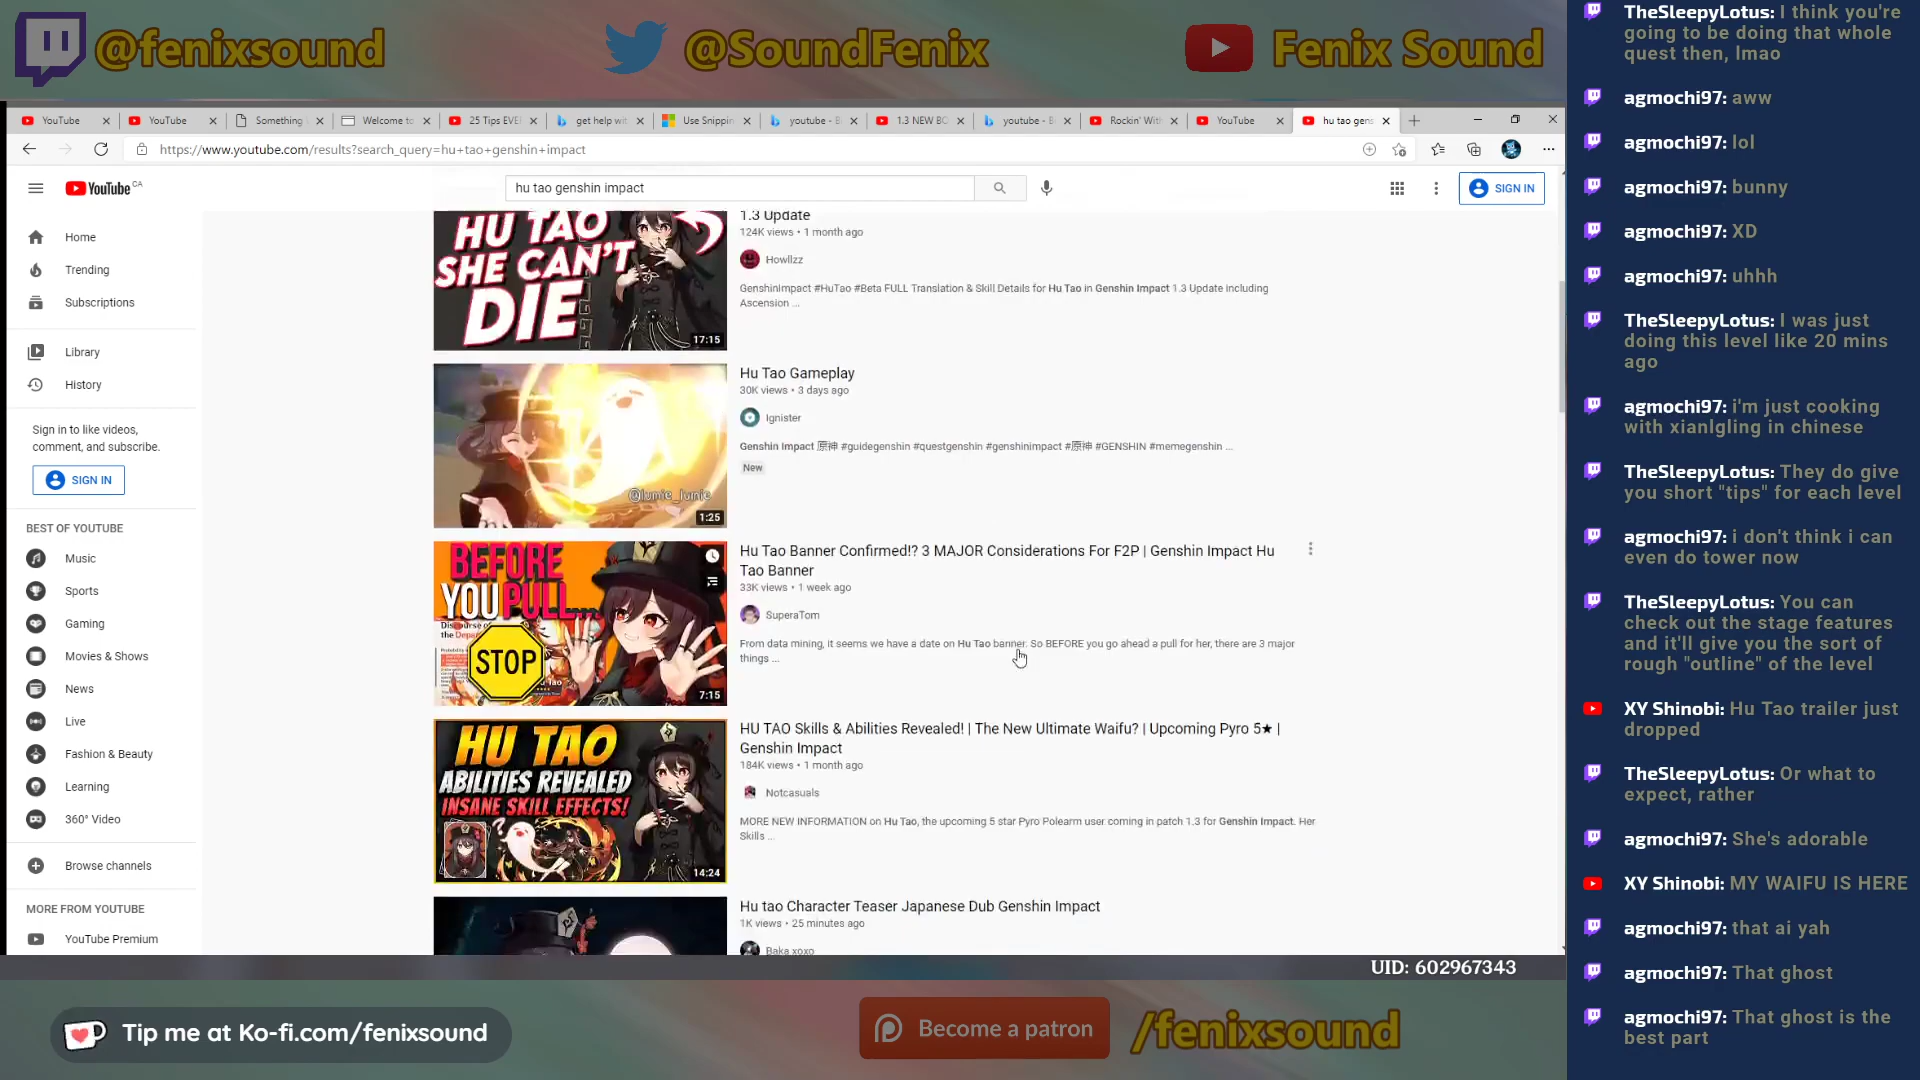 @fenixsound
@SoundFenix
Fenix Sound
YouTube
YouTube
Something
Welcome to
25 Tips EVE
get help wit
Use Snippin
youtube - B
1.3 NEW BO
youtube - B
Rockin' With
YouTube
hu tao gens
https://www.youtube.com/results?search_query=hu+tao+genshin+impact
YouTube CA
hu tao genshin impact
SIGN IN
Home
Trending
Subscriptions
Library
History
Sign in to like videos,
comment, and subscribe.
SIGN IN
BEST OF YOUTUBE
Music
Sports
Gaming
Movies & Shows
News
Live
Fashion & Beauty
Learning
360° Video
Browse channels
MORE FROM YOUTUBE
YouTube Premium
HU TAO
SHE CAN'T
DIE
17:15
1.3 Update
124K views • 1 month ago
Howllzz
GenshinImpact #HuTao #Beta FULL Translation & Skill Details for Hu Tao in Genshin Impact 1.3 Update including
Ascension ...
@lumie_lumie
1:25
Hu Tao Gameplay
30K views • 3 days ago
Ignister
Genshin Impact 原神 #guidegenshin #questgenshin #genshinimpact #原神 #GENSHIN #memegenshin ...
New
BEFORE
YOU PULL...
STOP
7:15
Hu Tao Banner Confirmed!? 3 MAJOR Considerations For F2P | Genshin Impact Hu
Tao Banner
33K views • 1 week ago
SuperaTom
From data mining, it seems we have a date on Hu Tao banner. So BEFORE you go ahead a pull for her, there are 3 major
things ...
HU TAO
ABILITIES REVEALED
INSANE SKILL EFFECTS!
14:24
HU TAO Skills & Abilities Revealed! | The New Ultimate Waifu? | Upcoming Pyro 5★ |
Genshin Impact
184K views • 1 month ago
Notcasuals
MORE NEW INFORMATION on Hu Tao, the upcoming 5 star Pyro Polearm user coming in patch 1.3 for Genshin Impact. Her
Skills ...
Hu tao Character Teaser Japanese Dub Genshin Impact
1K views • 25 minutes ago
Baka xoxo
UID: 602967343
Tip me at Ko-fi.com/fenixsound
Become a patron
/fenixsound
TheSleepyLotus: I think you're
going to be doing that whole
quest then, lmao
agmochi97: aww
agmochi97: lol
agmochi97: bunny
agmochi97: XD
agmochi97: uhhh
TheSleepyLotus: I was just
doing this level like 20 mins
ago
agmochi97: i'm just cooking
with xianlgling in chinese
TheSleepyLotus: They do give
you short "tips" for each level
agmochi97: i don't think i can
even do tower now
TheSleepyLotus: You can
check out the stage features
and it'll give you the sort of
rough "outline" of the level
XY Shinobi: Hu Tao trailer just
dropped
TheSleepyLotus: Or what to
expect, rather
agmochi97: She's adorable
XY Shinobi: MY WAIFU IS HERE
agmochi97: that ai yah
agmochi97: That ghost
agmochi97: That ghost is the
best part